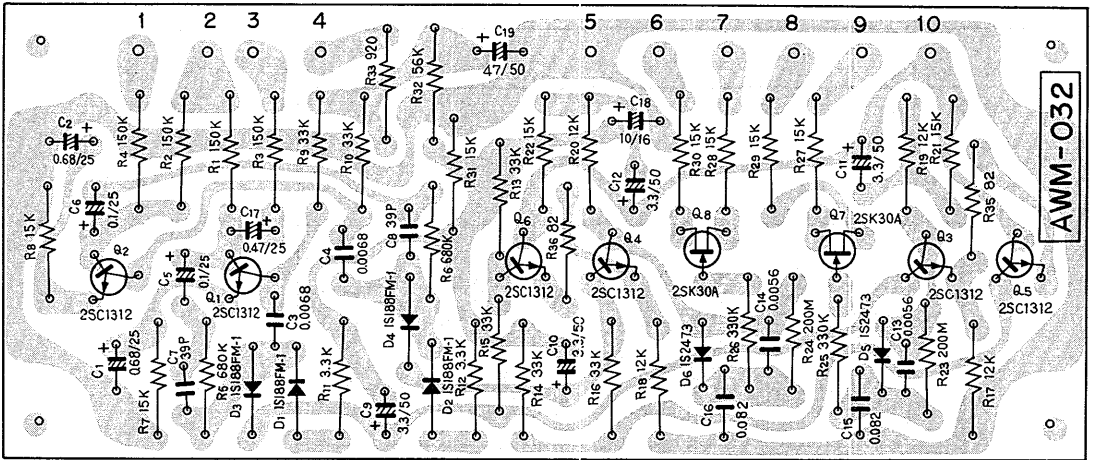 1 2 3 4 5 6 7 8 9 10
R33 920
R32 56K
C19
+
47/50
C2
+
0.68/25
R4 150K
R2 150K
R1 150K
R3 150K
R9 33K
R10 33K
R31 15K
R13 33K
R22 15K
R20 12K
C18
+
10/16
R30 15K
R28 15K
R29 15K
R27 15K
C11 +
3.3/50
R19 12K
R21 15K
R35 82
AWM-032
R8 15K
C6
+
0.1/25
C17
+
0.47/25
C4
0.0068
C8 39P
R6 680K
Q6
R36 82
C12 +
3.3/50
Q4
Q8
Q7
2SK30A
Q3
Q5
Q2
C5 +
0.1/25
Q1
2SC1312
2SC1312
C3
0.0068
D4 1S188FM-1
2SC1312
2SC1312
2SK30A
C14
0.0056
2SC1312
2SC1312
C1 +
0.68/25
R7 15K
C7 39P
R5 680K
D3 1S188FM-1
D1 1S188FM-1
R11 3.3K
C9
+
3.3/50
D2 1S188FM-1
R12 3.3K
R15 33K
R14 33K
C10
+
3.3/50
R16 33K
R18 12K
D6 1S2473
R26 330K
C16
0.082
R24 200M
R25 330K
D5 1S2473
C15
0.082
C13
0.0056
R23 200M
R17 12K